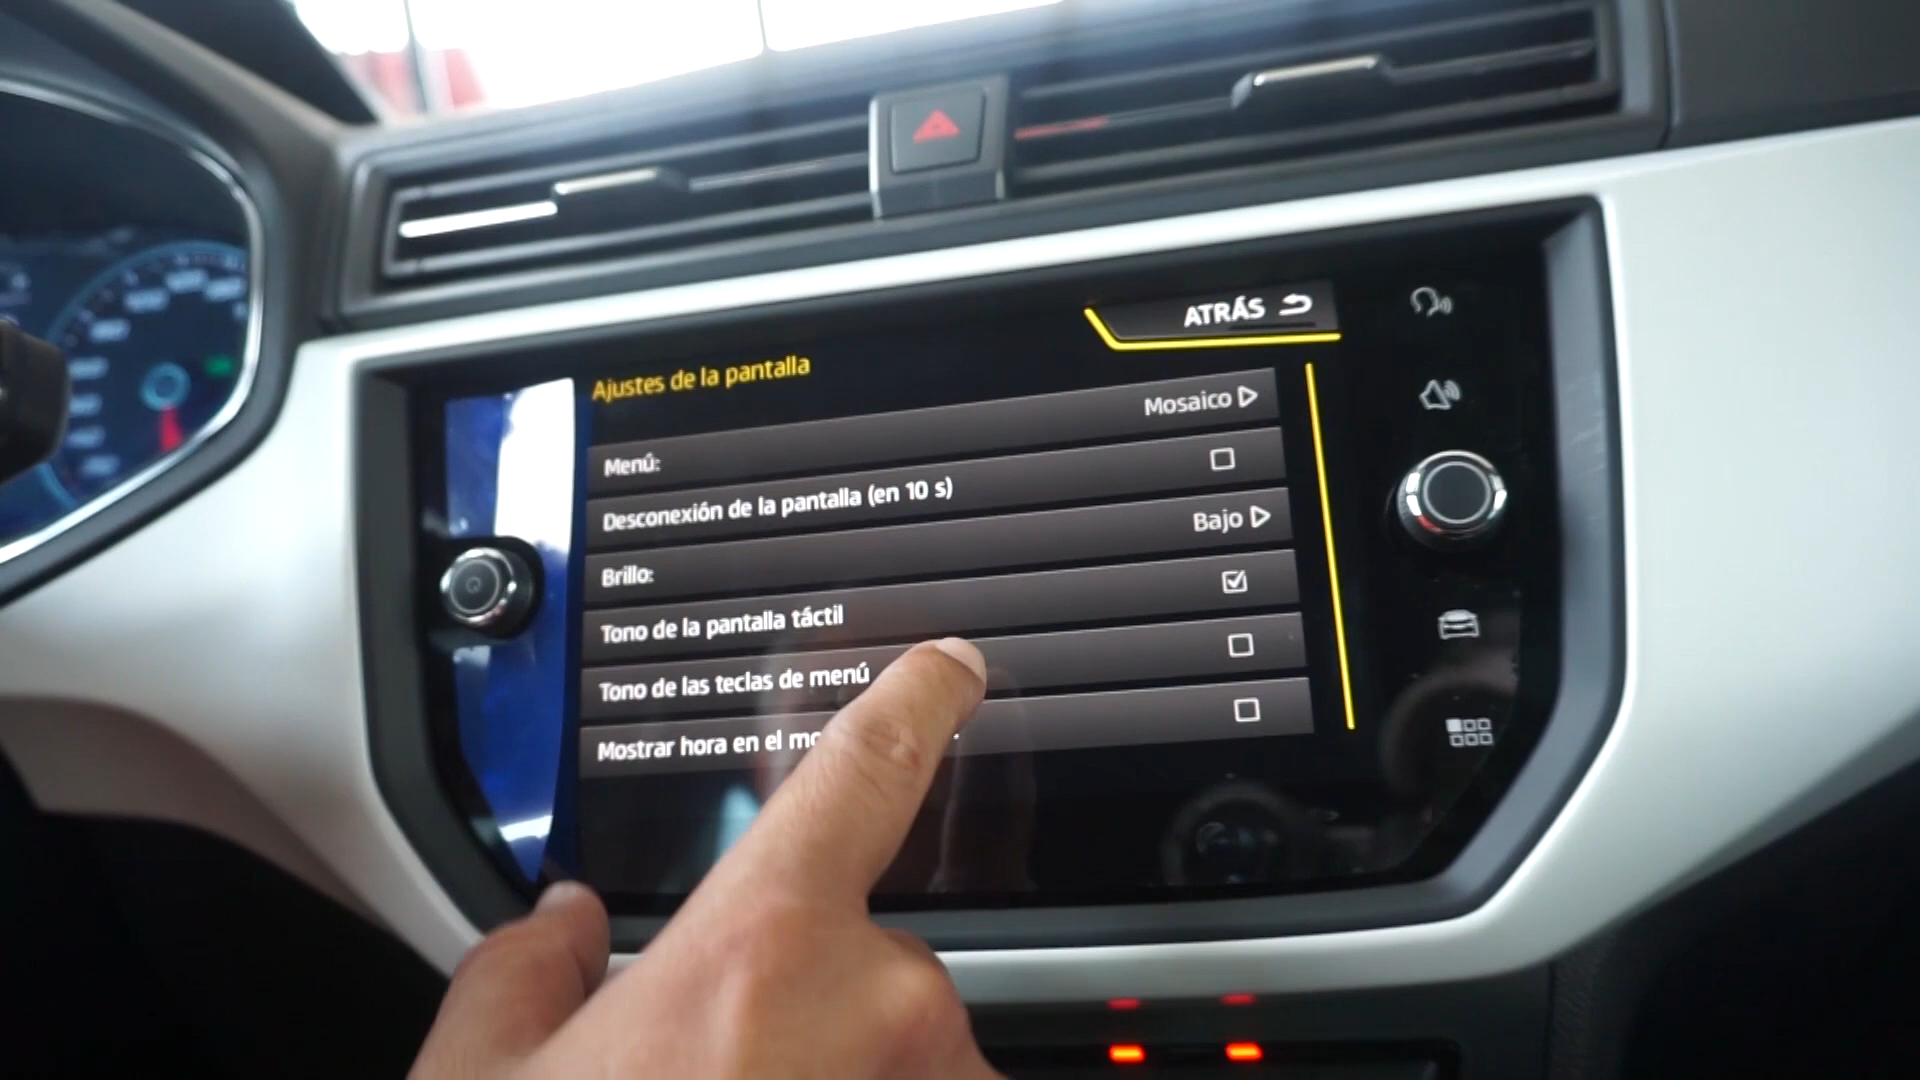 ATRÁS
Ajustes de la pantalla
Menú: Mosaico
Desconexión de la pantalla (en 10 s)
Brillo: Bajo
Tono de la pantalla táctil
Tono de las teclas de menú
Mostrar hora en el